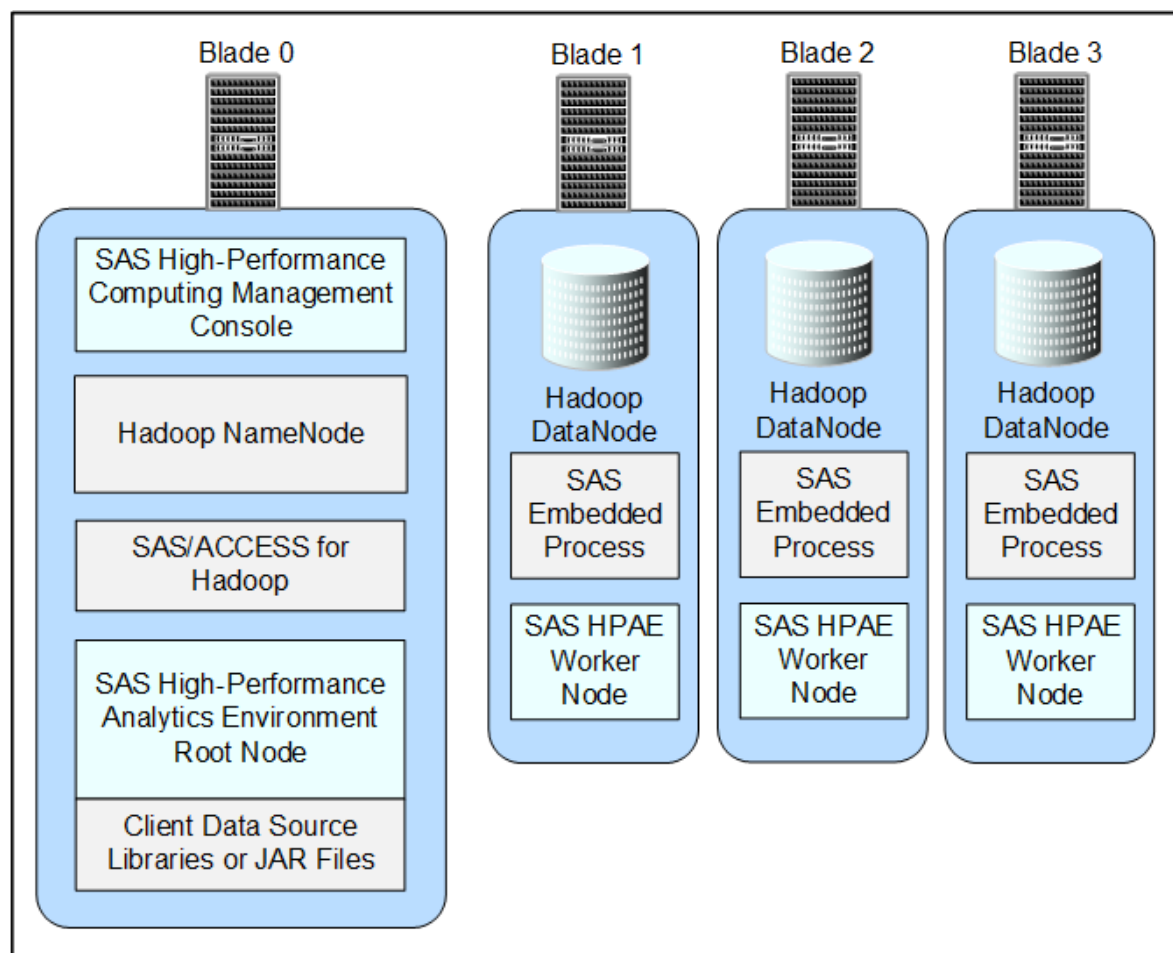 Blade 0
SAS High-Performance
Computing Management
Console
Hadoop NameNode
SAS/ACCESS for
Hadoop
SAS High-Performance
Analytics Environment
Root Node
Client Data Source
Libraries or JAR Files
Blade 1
Hadoop
DataNode
SAS
Embedded
Process
SAS HPAE
Worker
Node
Blade 2
Hadoop
DataNode
SAS
Embedded
Process
SAS HPAE
Worker
Node
Blade 3
Hadoop
DataNode
SAS
Embedded
Process
SAS HPAE
Worker
Node